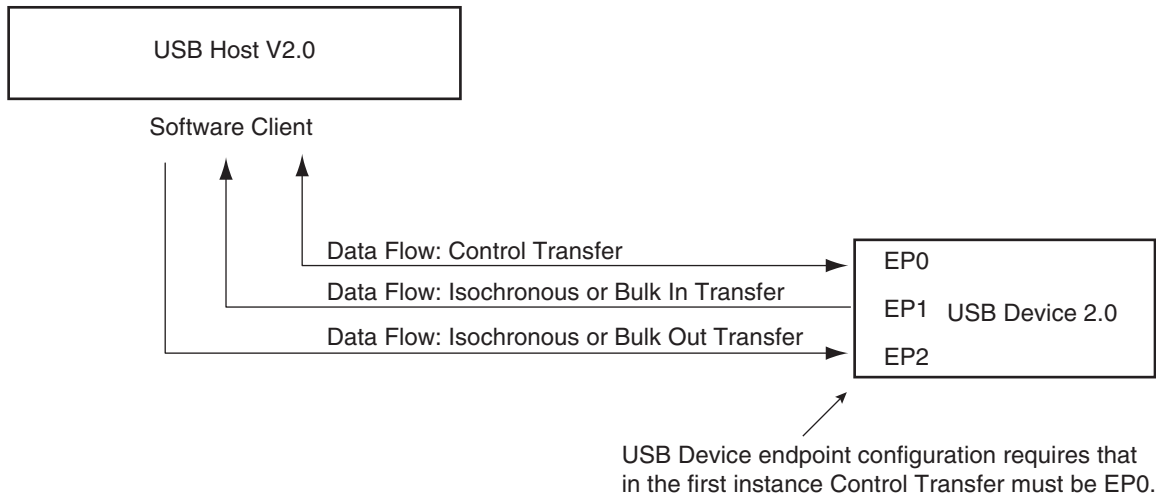 USB Host V2.0
Software Client
Data Flow: Control Transfer
Data Flow: Isochronous or Bulk In Transfer
Data Flow: Isochronous or Bulk Out Transfer
EP0
EP1
EP2
USB Device 2.0
USB Device endpoint configuration requires that
in the first instance Control Transfer must be EP0.